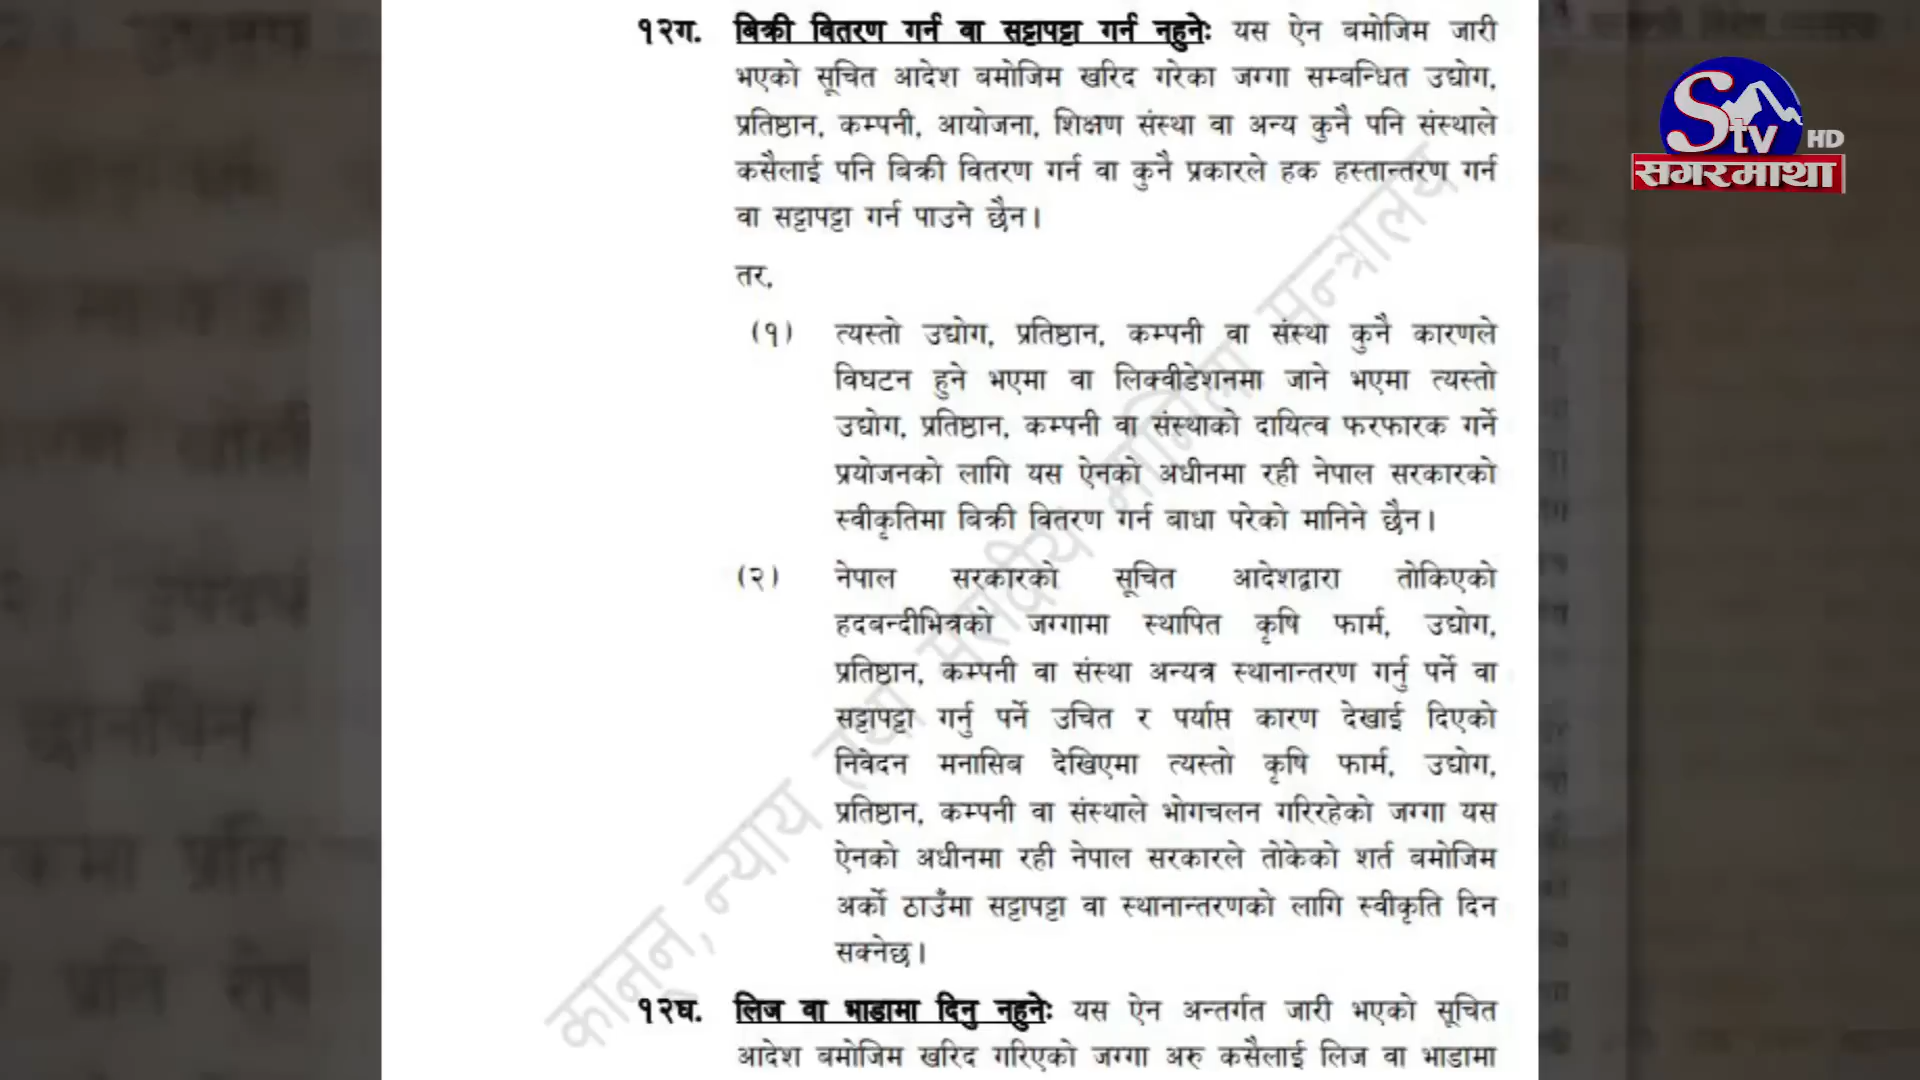 १२ग. बिक्री वितरण गर्न वा सट्टापट्टा गर्न नहुनेः यस ऐन बमोजिम जारी
भएको सूचित आदेश बमोजिम खरिद गरेका जग्गा सम्बन्धित उद्योग,
प्रतिष्ठान, कम्पनी, आयोजना, शिक्षण संस्था वा अन्य कुनै पनि संस्थाले
कसैलाई पनि बिक्री वितरण गर्न वा कुनै प्रकारले हक हस्तान्तरण गर्न
वा सट्टापट्टा गर्न पाउने छैन।
तर,
(१) त्यस्तो उद्योग, प्रतिष्ठान, कम्पनी वा संस्था कुनै कारणले
विघटन हुने भएमा वा लिक्वीडेशनमा जाने भएमा त्यस्तो
उद्योग, प्रतिष्ठान, कम्पनी वा संस्थाको दायित्व फरफारक गर्ने
प्रयोजनको लागि यस ऐनको अधीनमा रही नेपाल सरकारको
स्वीकृतिमा बिक्री वितरण गर्न बाधा परेको मानिने छैन।
(२) नेपाल सरकारको सूचित आदेशद्वारा तोकिएको
हदबन्दीभित्रको जग्गामा स्थापित कृषि फार्म, उद्योग,
प्रतिष्ठान, कम्पनी वा संस्था अन्यत्र स्थानान्तरण गर्नु पर्ने वा
सट्टापट्टा गर्नु पर्ने उचित र पर्याप्त कारण देखाई दिएको
निवेदन मनासिब देखिएमा त्यस्तो कृषि फार्म, उद्योग,
प्रतिष्ठान, कम्पनी वा संस्थाले भोगचलन गरिरहेको जग्गा यस
ऐनको अधीनमा रही नेपाल सरकारले तोकेको शर्त बमोजिम
अर्को ठाउँमा सट्टापट्टा वा स्थानान्तरणको लागि स्वीकृति दिन
सक्नेछ।
१२घ. लिज वा भाडामा दिनु नहुनेः यस ऐन अन्तर्गत जारी भएको सूचित
आदेश बमोजिम खरिद गरिएको जग्गा अरु कसैलाई लिज वा भाडामा
कानून, न्याय तथा संसदीय मामिला मन्त्रालय
Stv HD
सगरमाथा